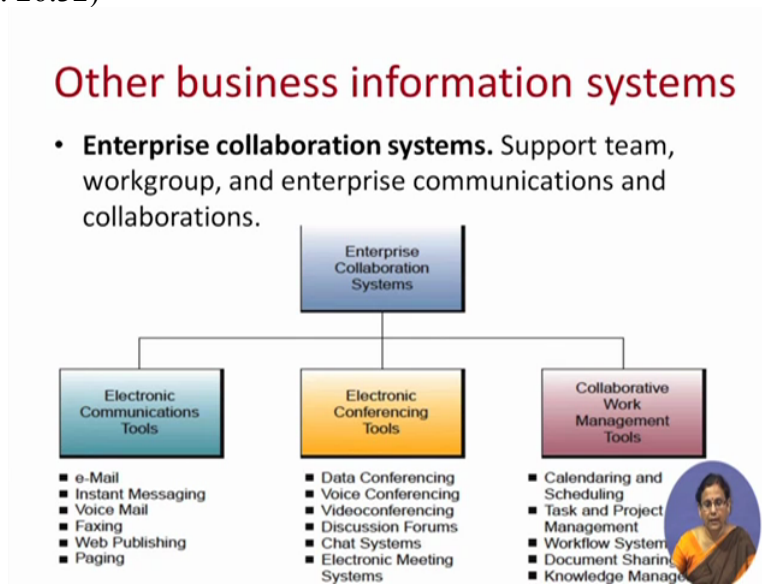 : 20:52)
Other business information systems
• Enterprise collaboration systems. Support team,
workgroup, and enterprise communications and
collaborations.
Enterprise
Collaboration
Systems
Electronic
Communications
Tools
■ e-Mail
■ Instant Messaging
■ Voice Mail
■ Faxing
■ Web Publishing
■ Paging
Electronic
Conferencing
Tools
■ Data Conferencing
■ Voice Conferencing
■ Videoconferencing
■ Discussion Forums
■ Chat Systems
■ Electronic Meeting
Systems
Collaborative
Work
Management
Tools
■ Calendaring and
Scheduling
■ Task and Project
Management
■ Workflow System
■ Document Sharin
■ Knowledge Manage